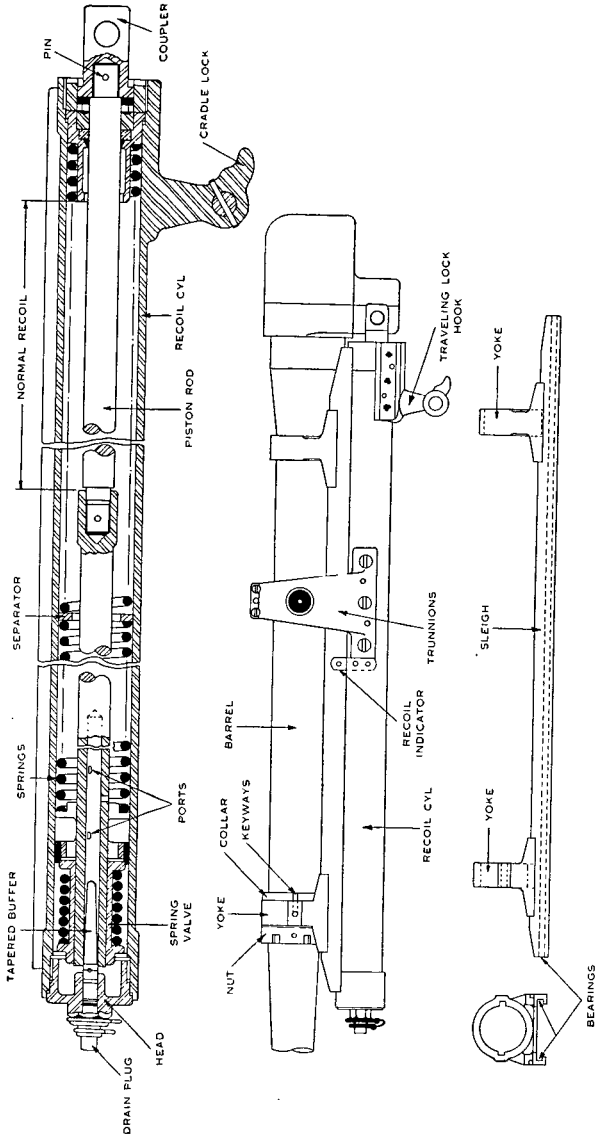 COUPLER
PIN
CRADLE LOCK
NORMAL RECOIL
RECOIL CYL
PISTON ROD
SEPARATOR
SPRINGS
PORTS
TAPERED BUFFER
SPRING
VALVE
HEAD
DRAIN PLUG
TRAVELING LOCK
HOOK
TRUNNIONS
BARREL
RECOIL
INDICATOR
COLLAR
KEYWAYS
RECOIL CYL
YOKE
NUT
YOKE
SLEIGH
YOKE
BEARINGS